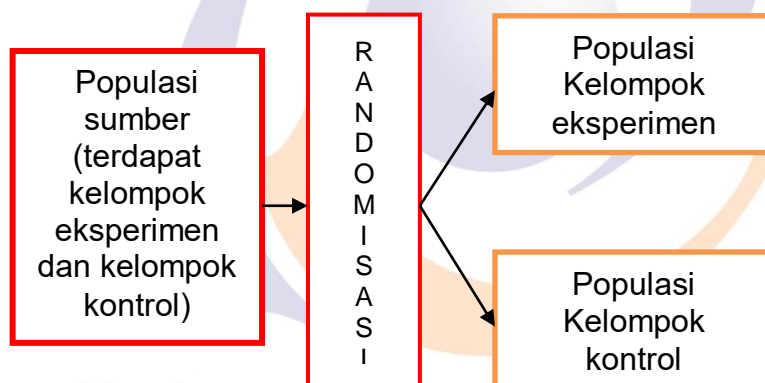 Populasi
sumber
(terdapat
kelompok
eksperimen
dan kelompok
kontrol)
R
A
N
D
O
M
I
S
A
S
I
Populasi
Kelompok
eksperimen
Populasi
Kelompok
kontrol